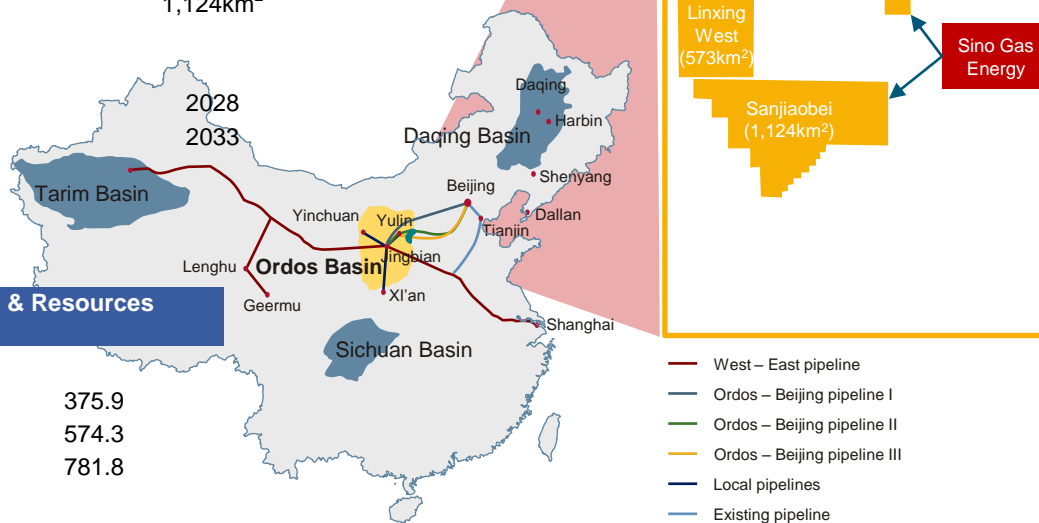 1,124km²
2028
2033
& Resources
375.9
574.3
781.8
Daqing
Harbin
Daqing Basin
Shenyang
Tarim Basin
Beijing
Yinchuan
Yulin
Dallan
Tianjin
Jingbian
Lenghu
Ordos Basin
Geermu
XI'an
Shanghai
Sichuan Basin
Linxing
West
(573km²)
Sino Gas
Energy
Sanjiaobei
(1,124km²)
West – East pipeline
Ordos – Beijing pipeline I
Ordos – Beijing pipeline II
Ordos – Beijing pipeline III
Local pipelines
Existing pipeline